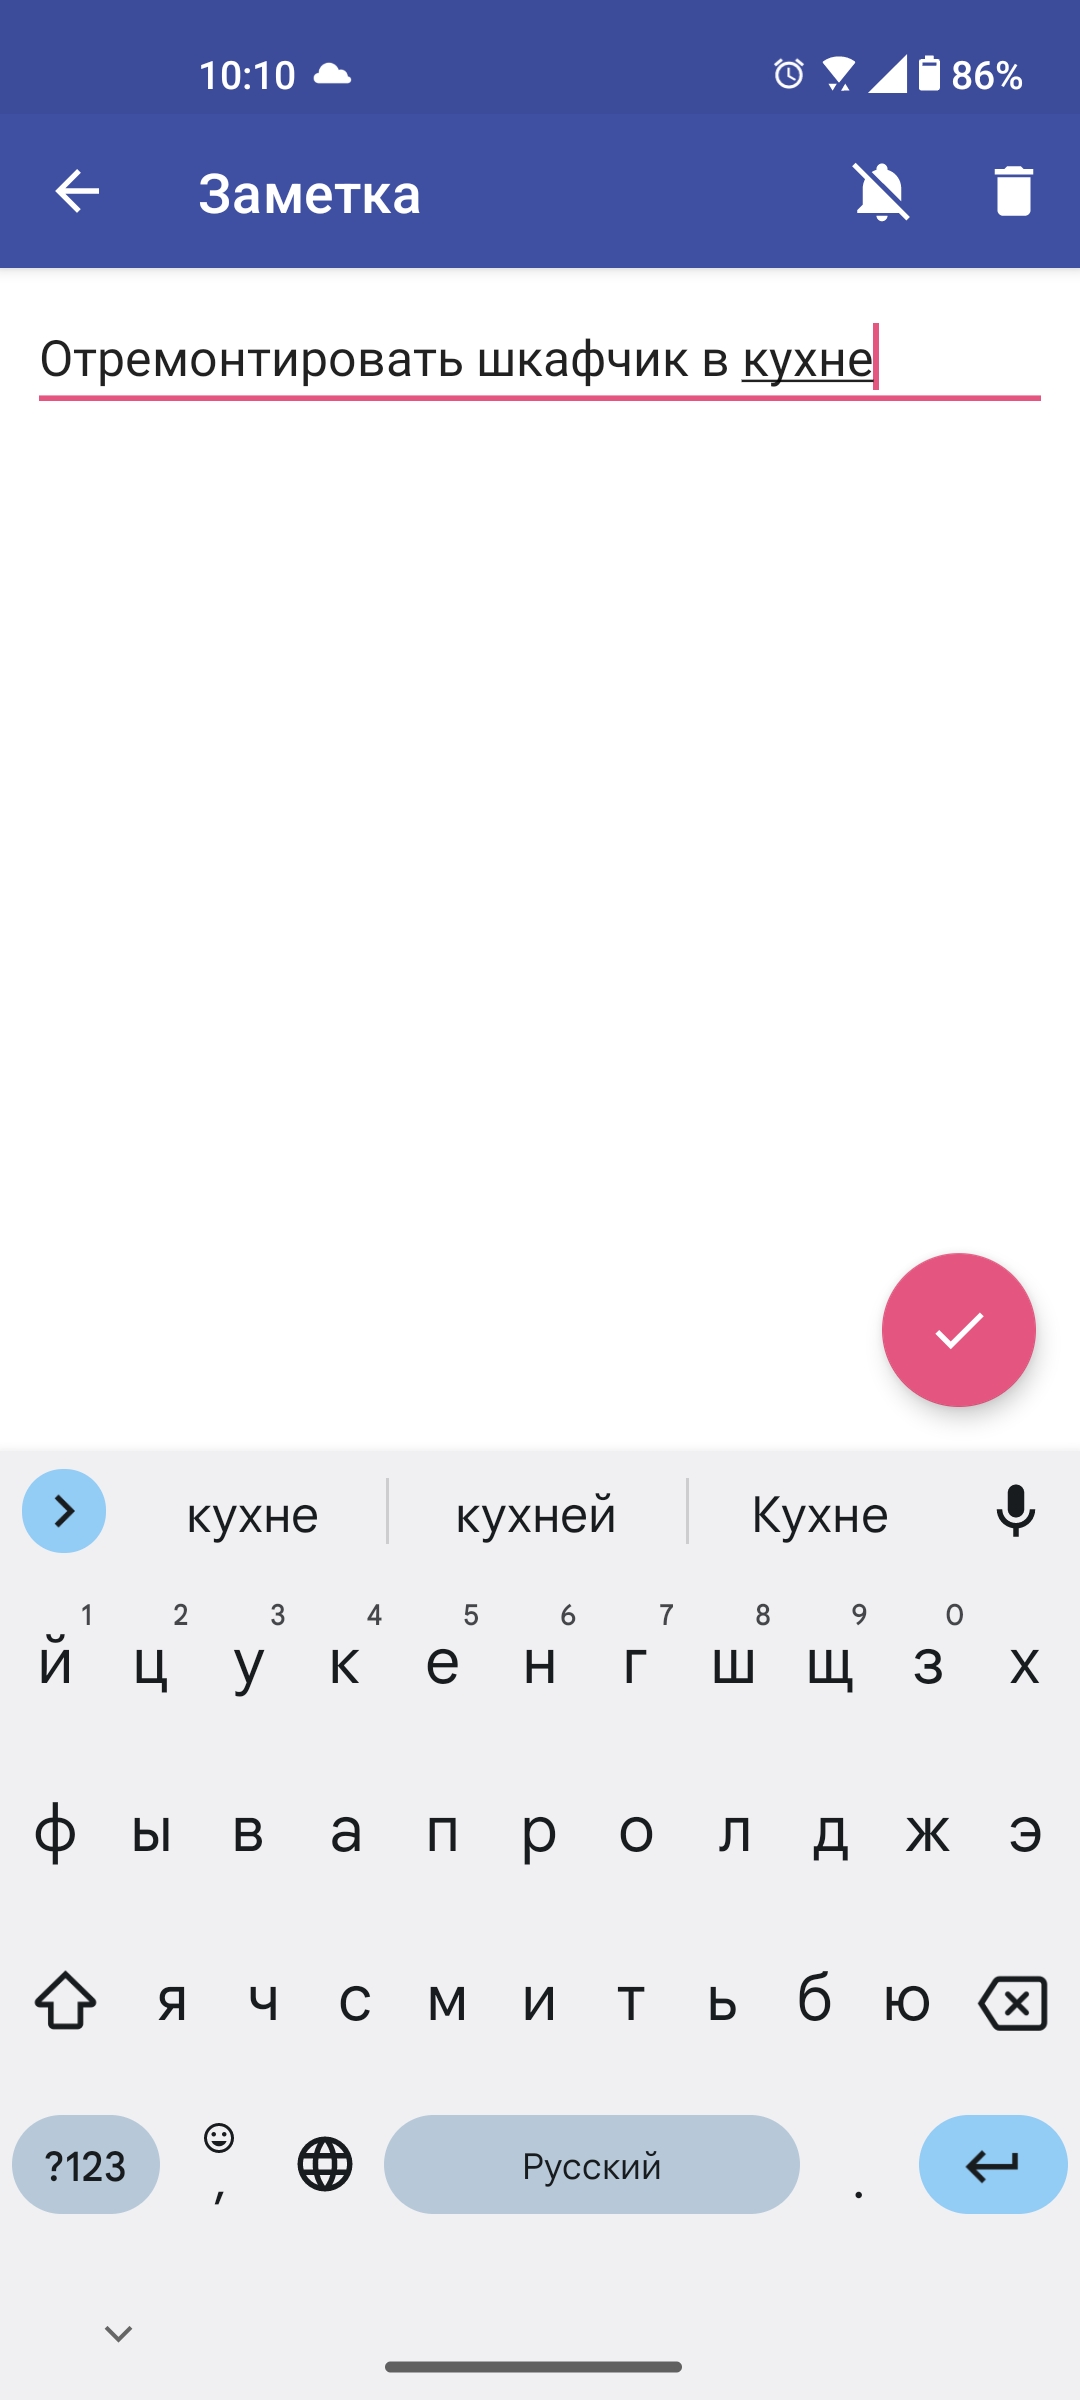 10:10 86%
Заметка
Отремонтировать шкафчик в кухне
кухне кухней Кухне
1 2 3 4 5 6 7 8 9 0
й ц у к е н г ш щ з х
ф ы в а п р о л д ж э
я ч с м и т ь б ю
?123 , Русский .